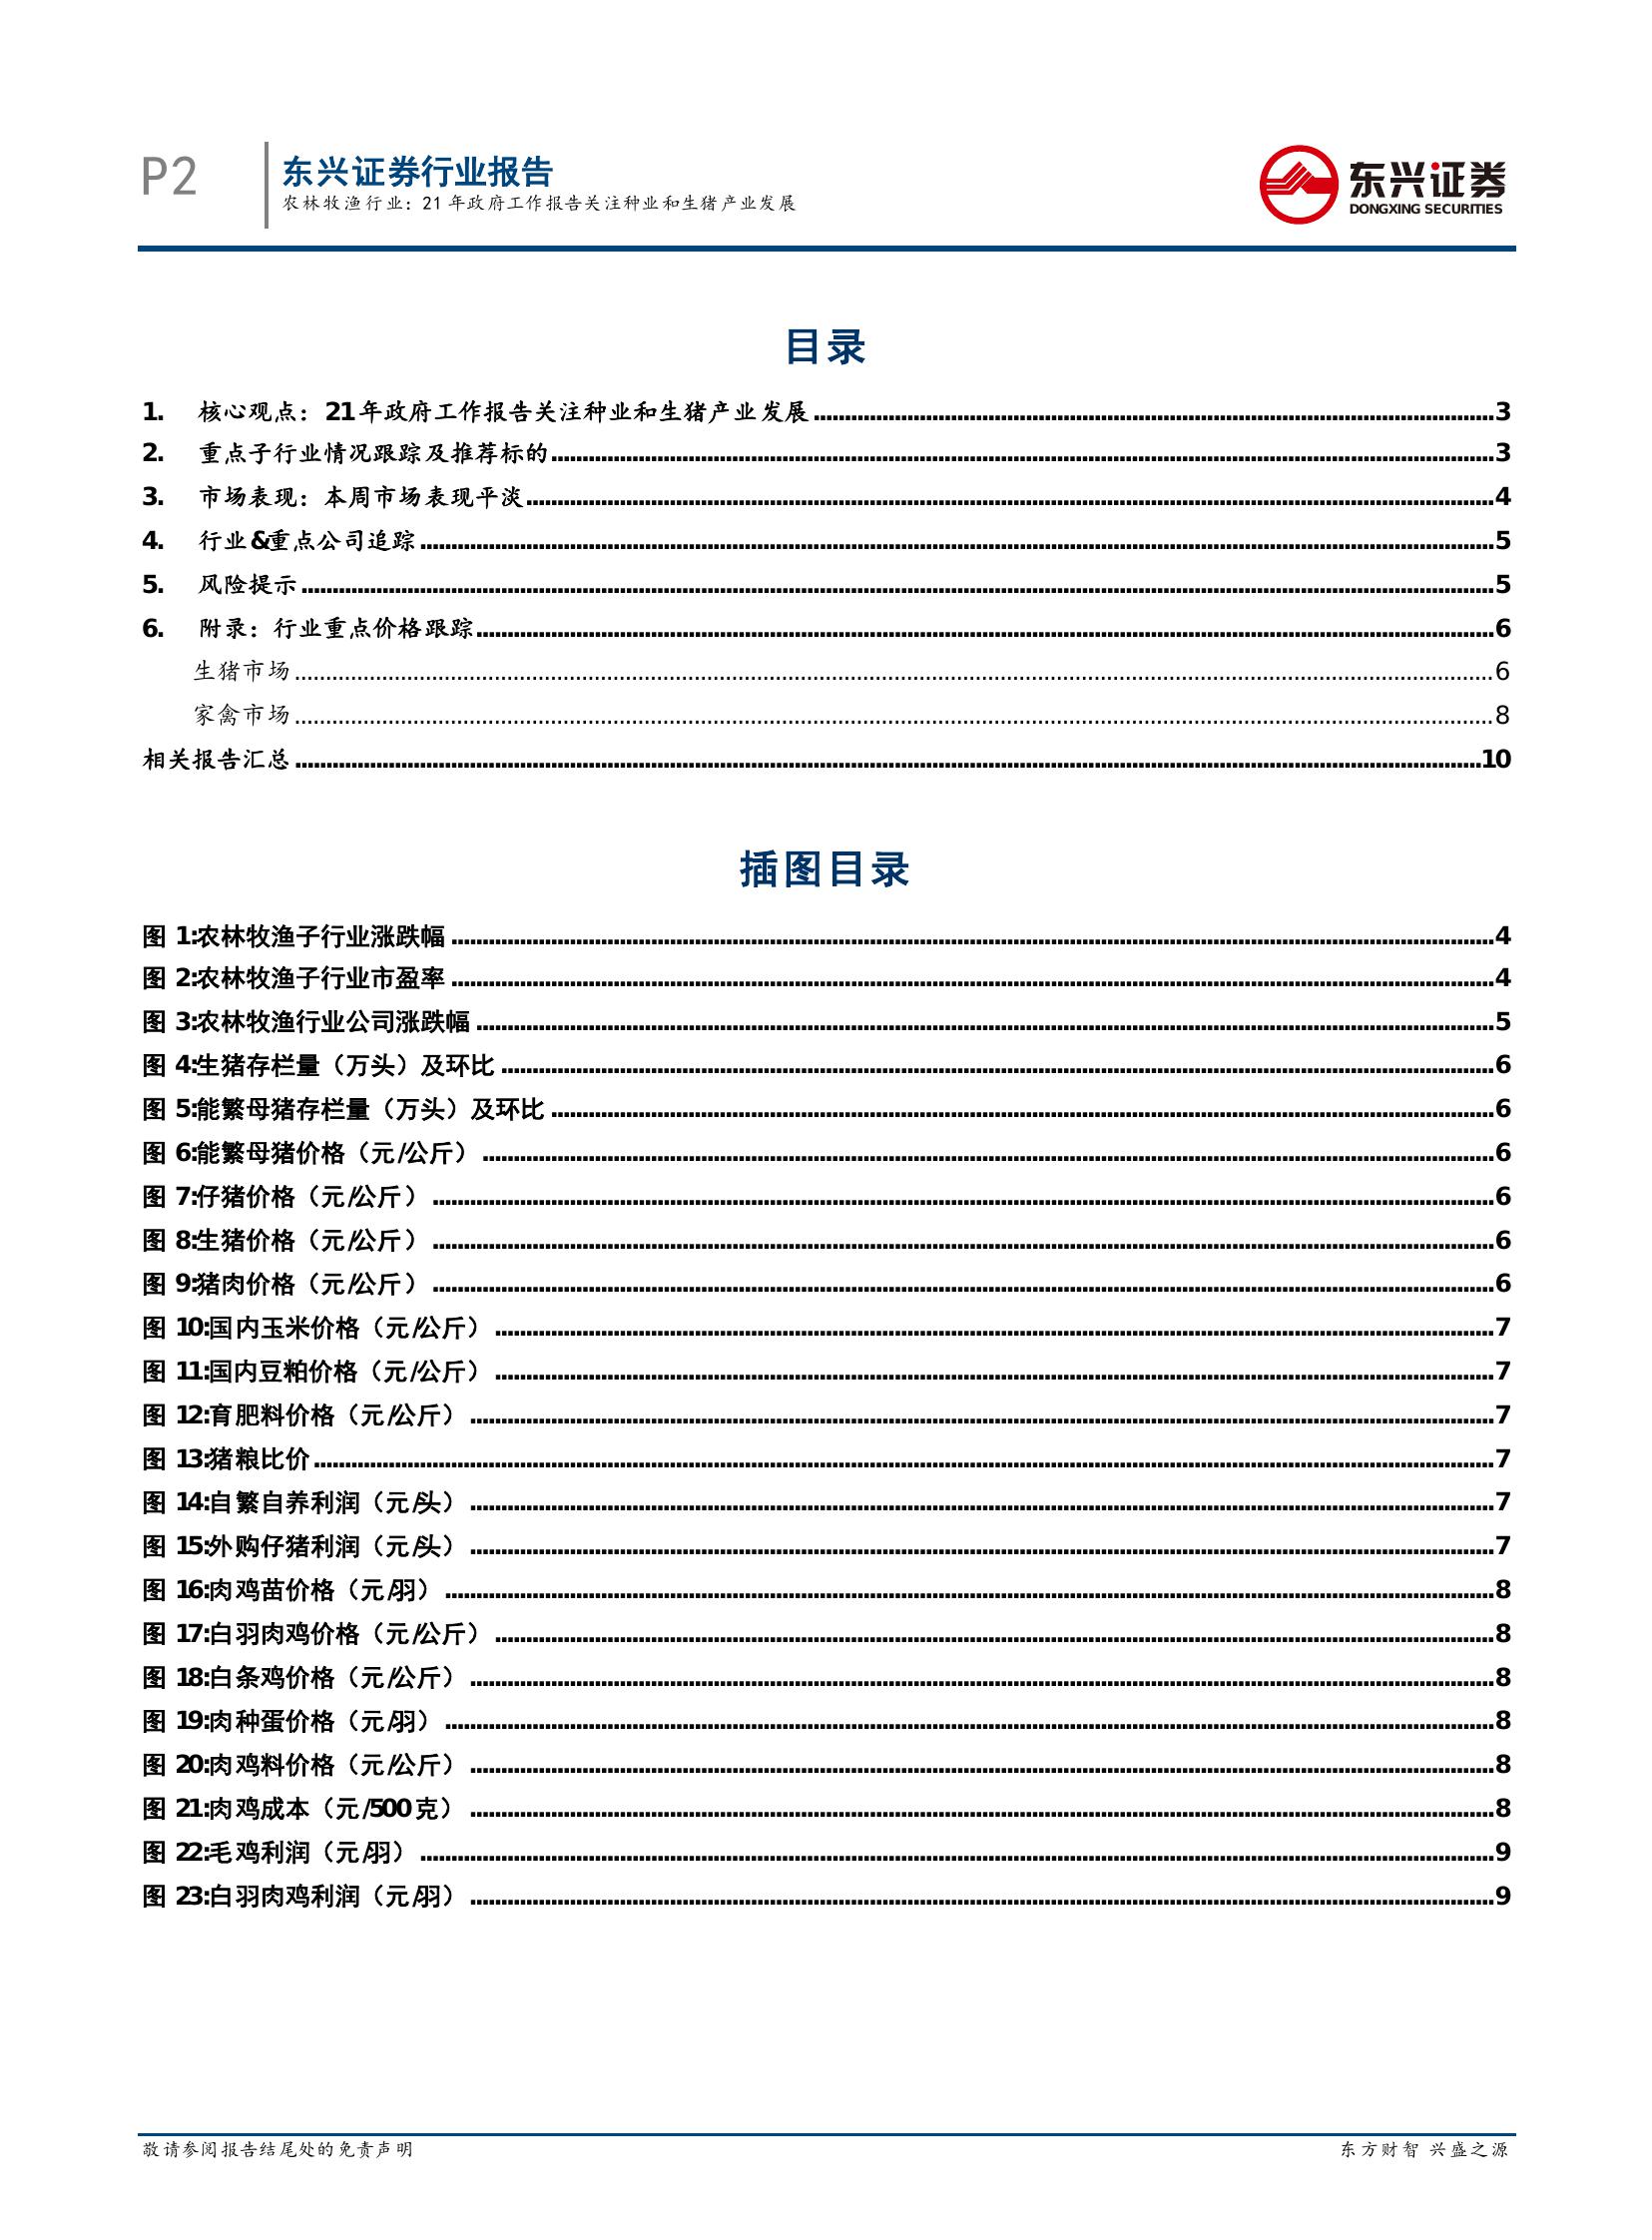 P2
东兴证券行业报告
农林牧渔行业：21 年政府工作报告关注种业和生猪产业发展
东兴证券
DONGXING SECURITIES
目录
1. 核心观点：21 年政府工作报告关注种业和生猪产业发展 3
2. 重点子行业情况跟踪及推荐标的 3
3. 市场表现：本周市场表现平淡 4
4. 行业&重点公司追踪 5
5. 风险提示 5
6. 附录：行业重点价格跟踪 6
生猪市场 6
家禽市场 8
相关报告汇总 10
插图目录
图 1:农林牧渔子行业涨跌幅 4
图 2:农林牧渔子行业市盈率 4
图 3:农林牧渔行业公司涨跌幅 5
图 4:生猪存栏量（万头）及环比 6
图 5:能繁母猪存栏量（万头）及环比 6
图 6:能繁母猪价格（元/公斤） 6
图 7:仔猪价格（元/公斤） 6
图 8:生猪价格（元/公斤） 6
图 9:猪肉价格（元/公斤） 6
图 10:国内玉米价格（元/公斤） 7
图 11:国内豆粕价格（元/公斤） 7
图 12:育肥料价格（元/公斤） 7
图 13:猪粮比价 7
图 14:自繁自养利润（元/头） 7
图 15:外购仔猪利润（元/头） 7
图 16:肉鸡苗价格（元/羽） 8
图 17:白羽肉鸡价格（元/公斤） 8
图 18:白条鸡价格（元/公斤） 8
图 19:肉种蛋价格（元/羽） 8
图 20:肉鸡料价格（元/公斤） 8
图 21:肉鸡成本（元/500 克） 8
图 22:毛鸡利润（元/羽） 9
图 23:白羽肉鸡利润（元/羽） 9
敬请参阅报告结尾处的免责声明
东方财智 兴盛之源